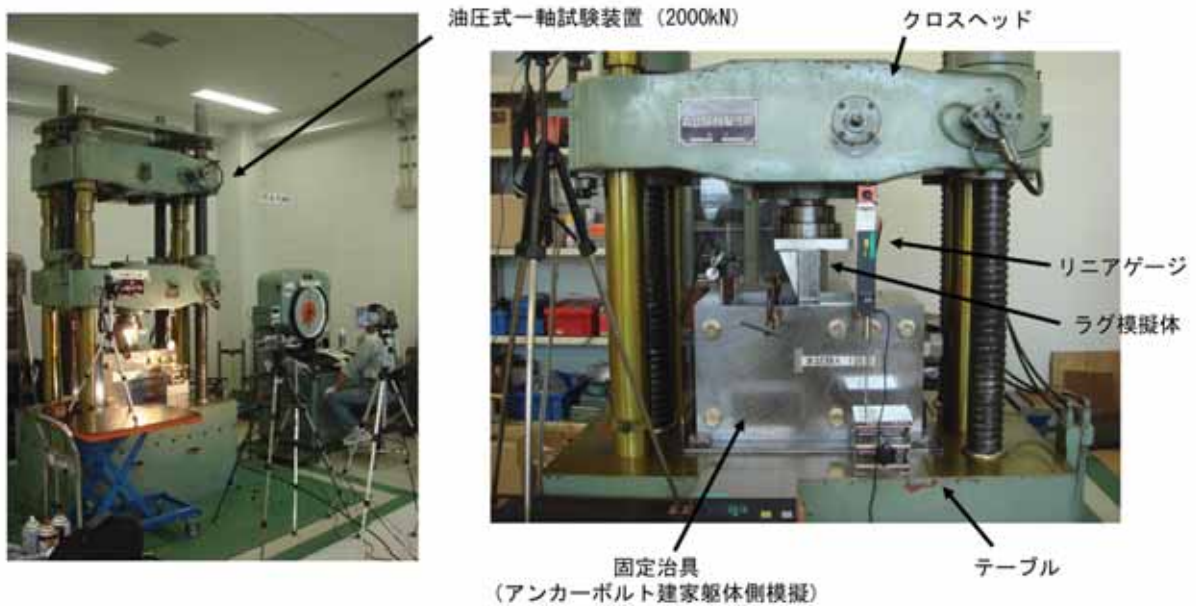 油圧式一軸試験装置（2000kN）
クロスヘッド
リニアゲージ
ラグ模擬体
固定治具
（アンカーボルト建家躯体側模擬）
テーブル